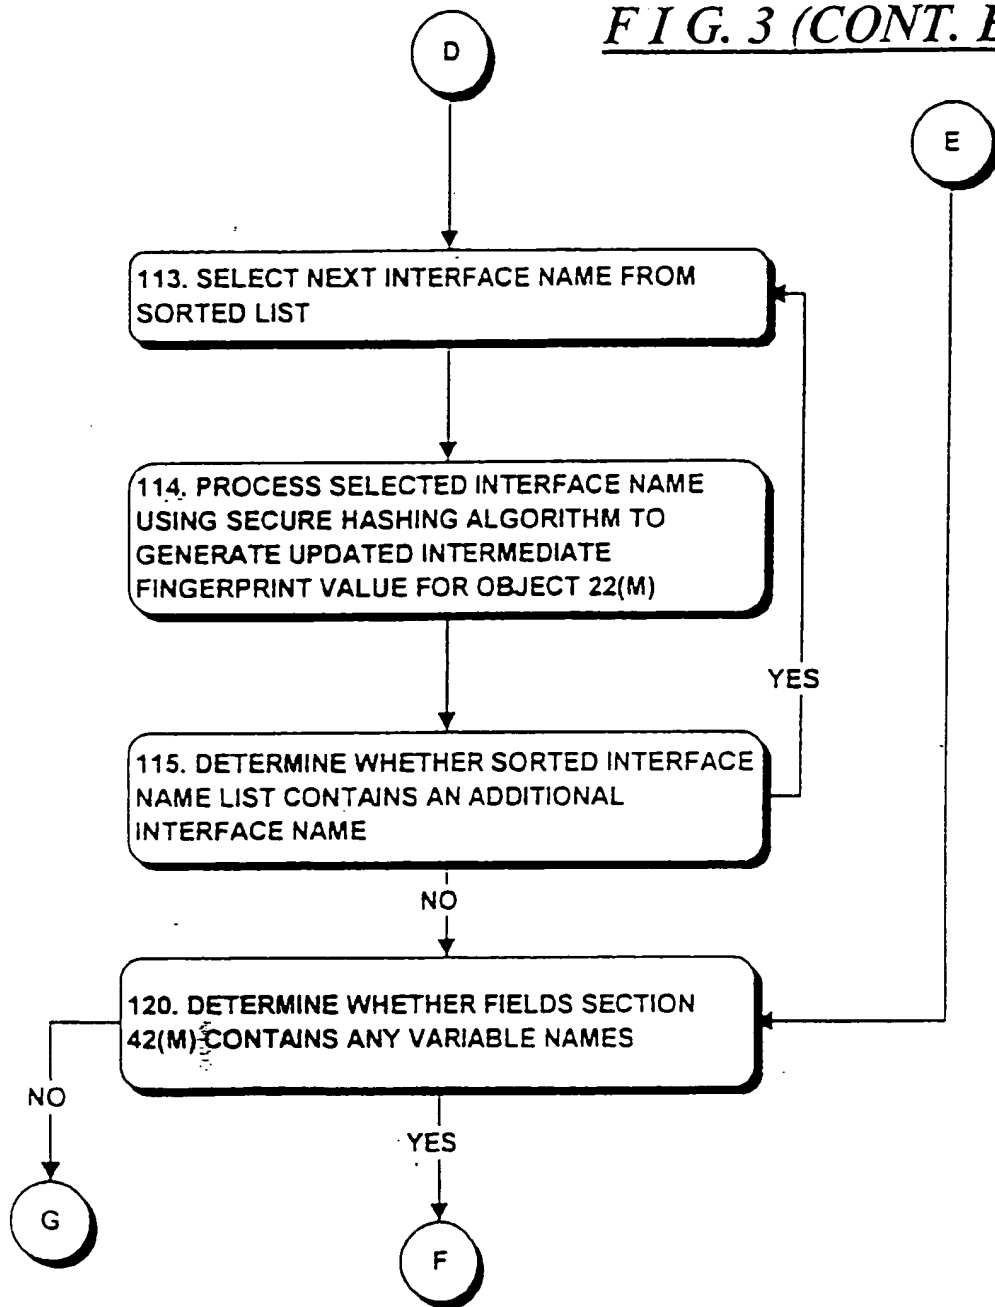 F I G. 3 (CONT.
D
E
113. SELECT NEXT INTERFACE NAME FROM
SORTED LIST
114. PROCESS SELECTED INTERFACE NAME
USING SECURE HASHING ALGORITHM TO
GENERATE UPDATED INTERMEDIATE
FINGERPRINT VALUE FOR OBJECT 22(M)
YES
115. DETERMINE WHETHER SORTED INTERFACE
NAME LIST CONTAINS AN ADDITIONAL
INTERFACE NAME
NO
120. DETERMINE WHETHER FIELDS SECTION
42(M) CONTAINS ANY VARIABLE NAMES
NO
YES
G
F